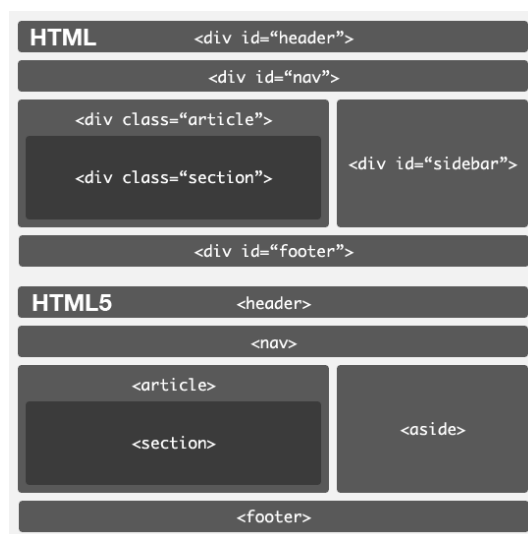 HTML <div id=“header”>
<div id=“nav”>
<div class=“article”>
<div class=“section”>
<div id=“sidebar”>
<div id=“footer”>
HTML5 <header>
<nav>
<article>
<section>
<aside>
<footer>